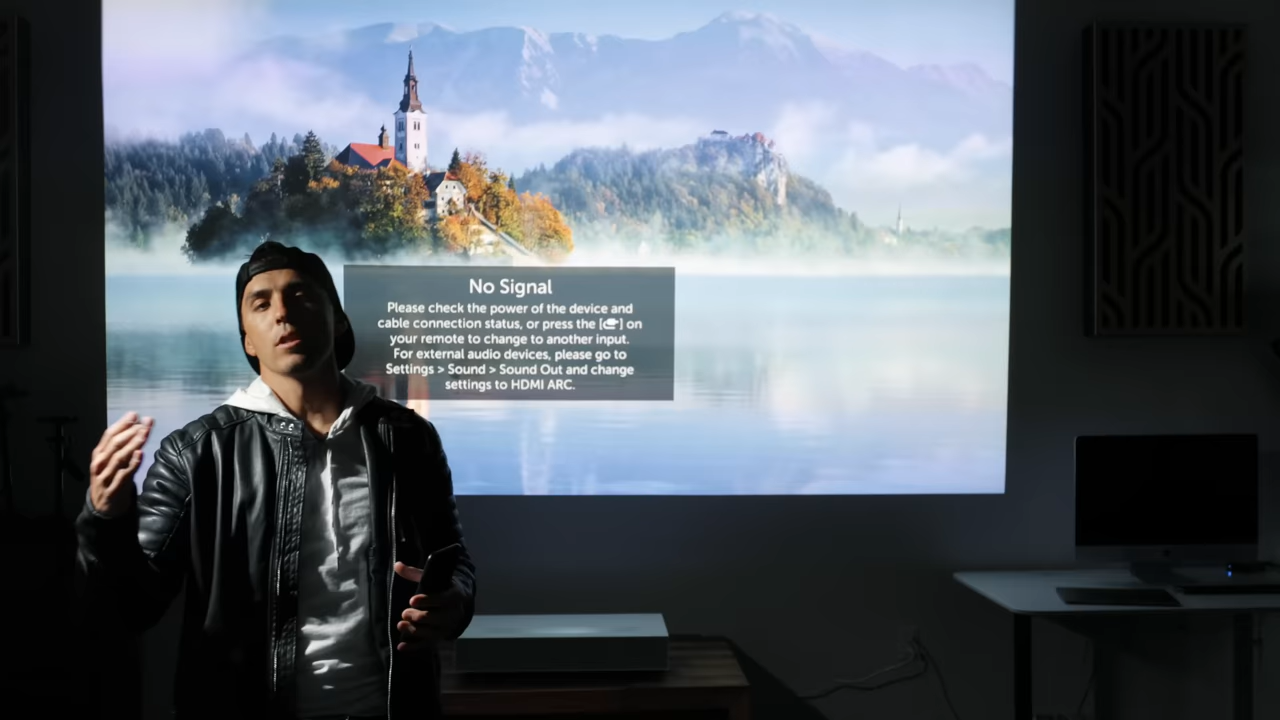 No Signal
Please check the power of the device and
cable connection status, or press the [] on
your remote to change to another input.
For external audio devices, please go to
Settings > Sound > Sound Out and change
settings to HDMI ARC.